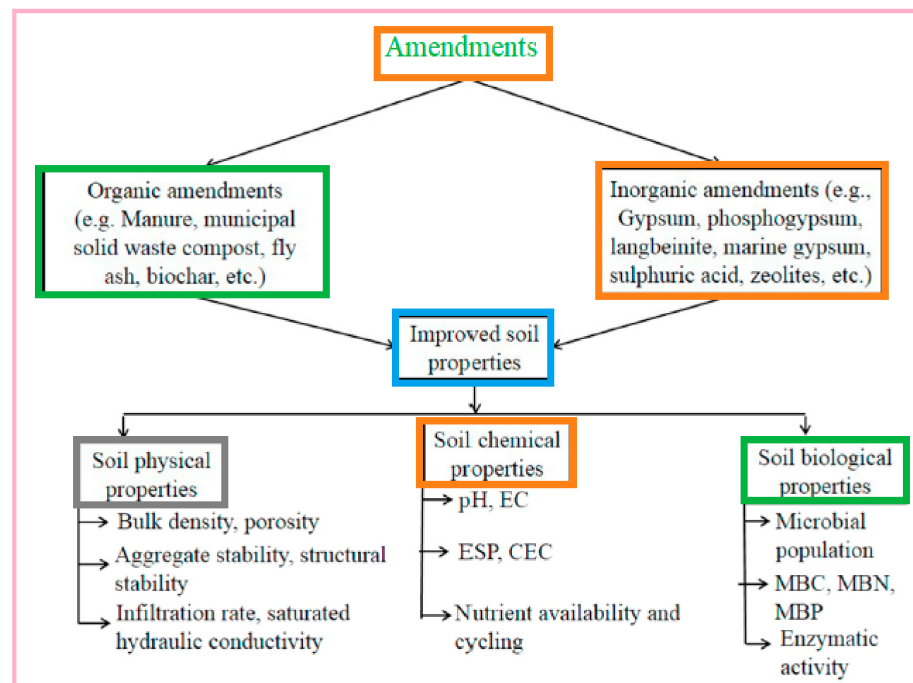 Amendments
Organic amendments
(e.g. Manure, municipal
solid waste compost, fly
ash, biochar, etc.)
Inorganic amendments (e.g.,
Gypsum, phosphogypsum,
langbeinite, marine gypsum,
sulphuric acid, zeolites, etc.)
Improved soil
properties
Soil physical
properties
Bulk density, porosity
Aggregate stability, structural
stability
Infiltration rate, saturated
hydraulic conductivity
Soil chemical
properties
pH, EC
ESP, CEC
Nutrient availability and
cycling
Soil biological
properties
Microbial
population
MBC, MBN,
MBP
Enzymatic
activity